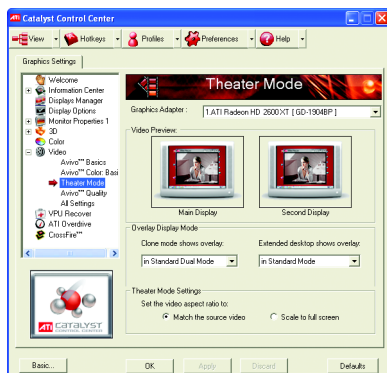 ATI Catalyst Control Center
View Hotkeys Profiles Preferences Help
Graphics Settings
Welcome
Information Center
Displays Manager
Display Options
Monitor Properties 1
3D
Color
Video
Avivo™ Basics
Avivo™ Color: Basi
Theater Mode
Avivo™ Quality
All Settings
VPU Recover
ATI Overdrive
CrossFire™
ATI CATALYST
CONTROL CENTER
Theater Mode
Graphics Adapter : 1.ATI Radeon HD 2600 XT [ GD-1904BP ]
Video Preview:
Main Display Second Display
Overlay Display Mode
Clone mode shows overlay: Extended desktop shows overlay:
in Standard Dual Mode in Standard Mode
Theater Mode Settings
Set the video aspect ratio to:
Match the source video Scale to full screen
Basic... OK Apply Discard Defaults